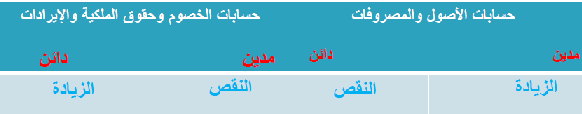 حسابات الأصول والمصروفات	حسابات الخصوم وحقوق الملكية والإيرادات
مدين	دائن	مدين	دائن
الزيادة	النقص	النقص	الزيادة